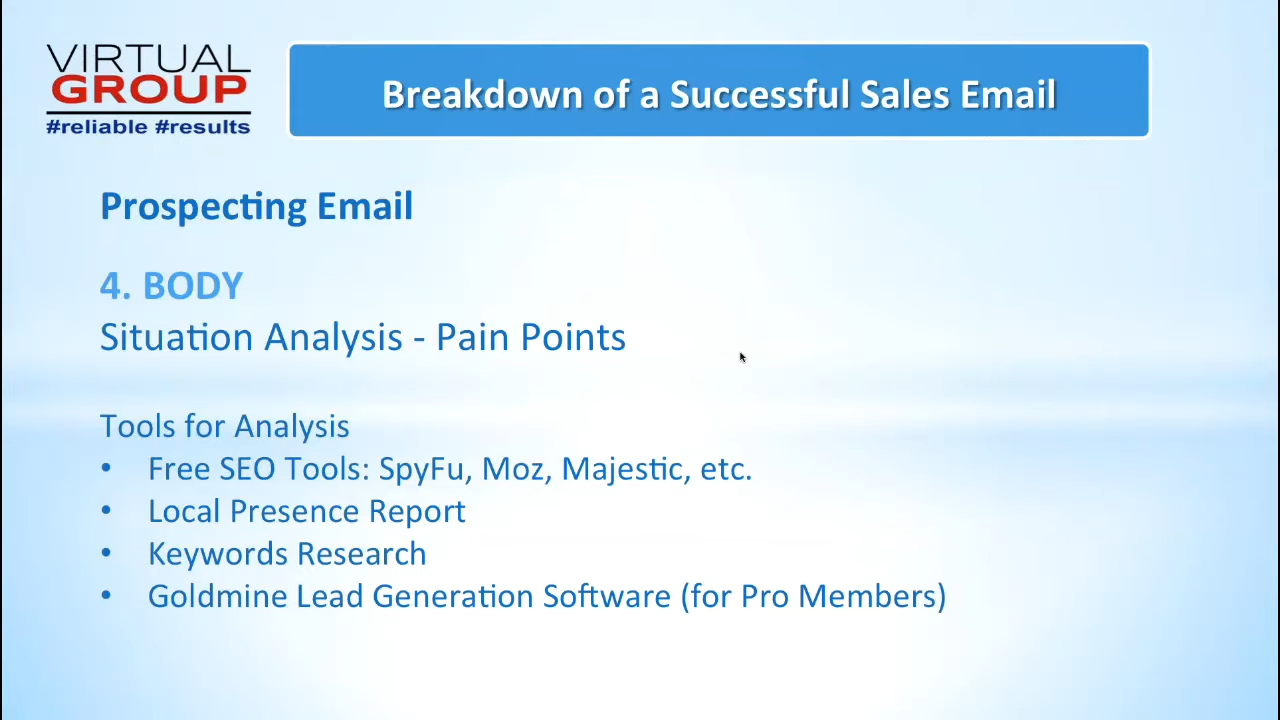 VIRTUAL
GROUP
#reliable #results
Breakdown of a Successful Sales Email
Prospecting Email
4. BODY
Situation Analysis - Pain Points
Tools for Analysis
• Free SEO Tools: SpyFu, Moz, Majestic, etc.
• Local Presence Report
• Keywords Research
• Goldmine Lead Generation Software (for Pro Members)